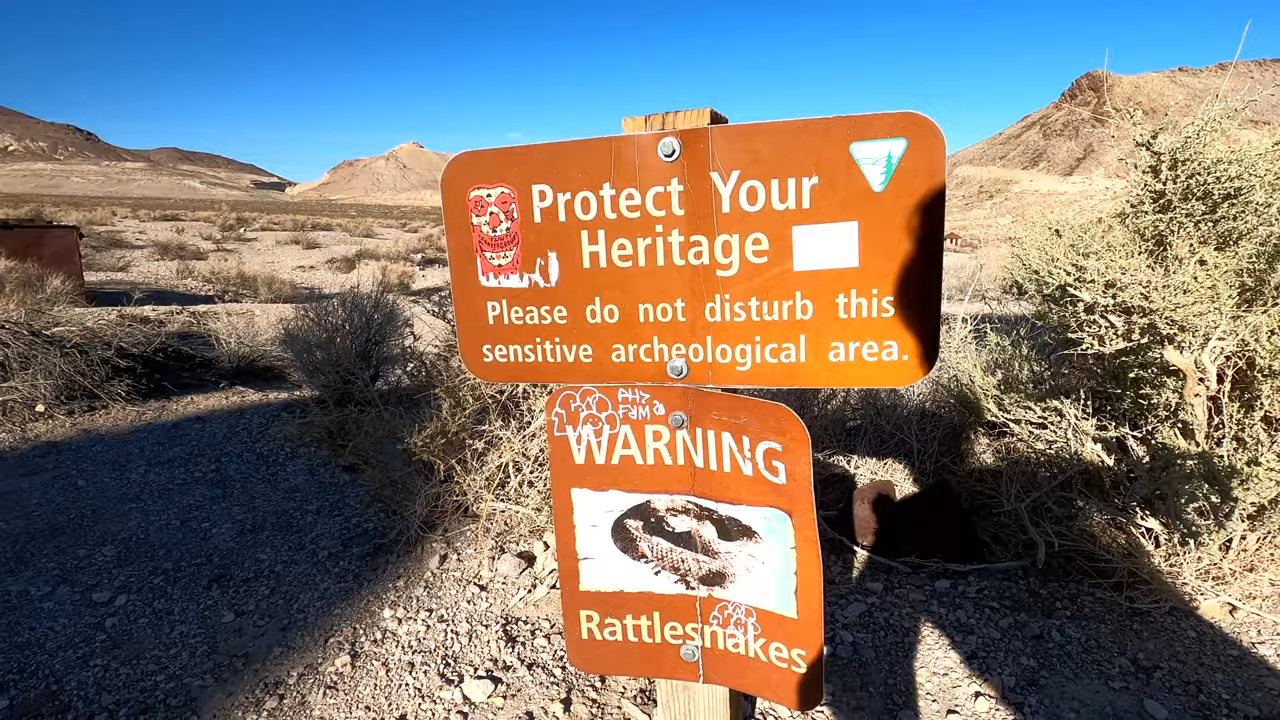 Protect Your
Heritage
Please do not disturb this
sensitive archeological area.
WARNING
Rattlesnakes